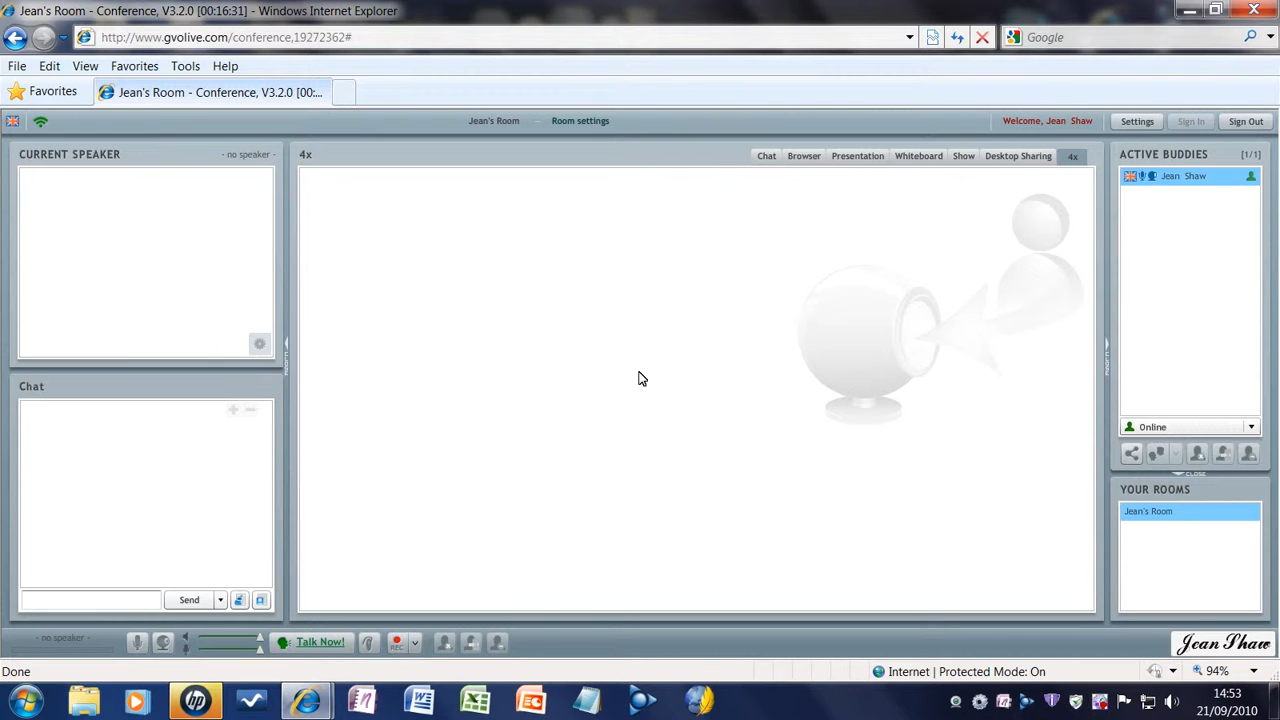 Jean's Room - Conference, V3.2.0 [00:16:31] - Windows Internet Explorer
http://www.gvolive.com/conference,19272362#
Google
File Edit View Favorites Tools Help
Favorites
Jean's Room - Conference, V3.2.0 [00:...
Jean's Room
Room settings
Welcome, Jean Shaw
Settings
Sign In
Sign Out
CURRENT SPEAKER
- no speaker -
4x
Chat Browser Presentation Whiteboard Show Desktop Sharing 4x
ACTIVE BUDDIES [1/1]
Jean Shaw
Online
Chat
CLOSE
YOUR ROOMS
Jean's Room
Send
- no speaker -
Talk Now!
REC
Jean Shaw
Done
Internet | Protected Mode: On
94%
14:53
21/09/2010